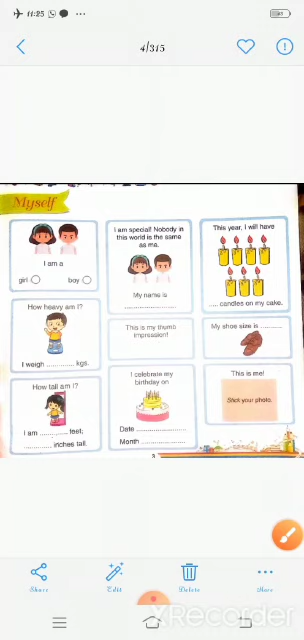 11:25
4/315
Myself
I am a
girl
boy
I am special! Nobody in
this world is the same
as me.
My name is
......................
This year, I will have
..... candles on my cake.
How heavy am I?
I weigh ............ kgs.
This is my thumb
impression!
My shoe size is ...........
How tall am I?
I am ............... feet,
............. inches tall.
I celebrate my
birthday on
Date ......................
Month ...................
This is me!
Stick your photo.
3
Share
Edit
Delete
More
XRecorder